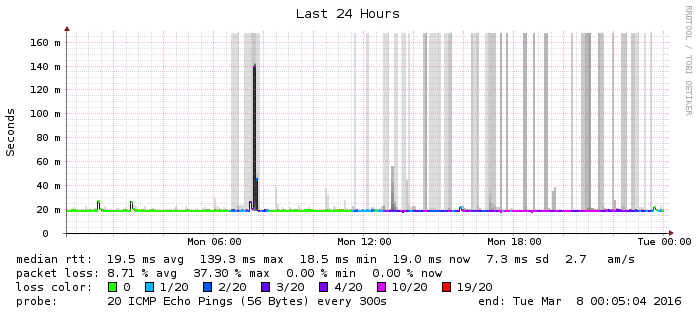 Last 24 Hours
RRDTOOL / TOBI OETIKER
Seconds
160 m
140 m
120 m
100 m
80 m
60 m
40 m
20 m
0
Mon 06:00 Mon 12:00 Mon 18:00 Tue 00:00
median rtt: 19.5 ms avg 139.3 ms max 18.5 ms min 19.0 ms now 7.3 ms sd 2.7 am/s
packet loss: 8.71 % avg 37.30 % max 0.00 % min 0.00 % now
loss color: 0 1/20 2/20 3/20 4/20 10/20 19/20
probe: 20 ICMP Echo Pings (56 Bytes) every 300s end: Tue Mar 8 00:05:04 2016